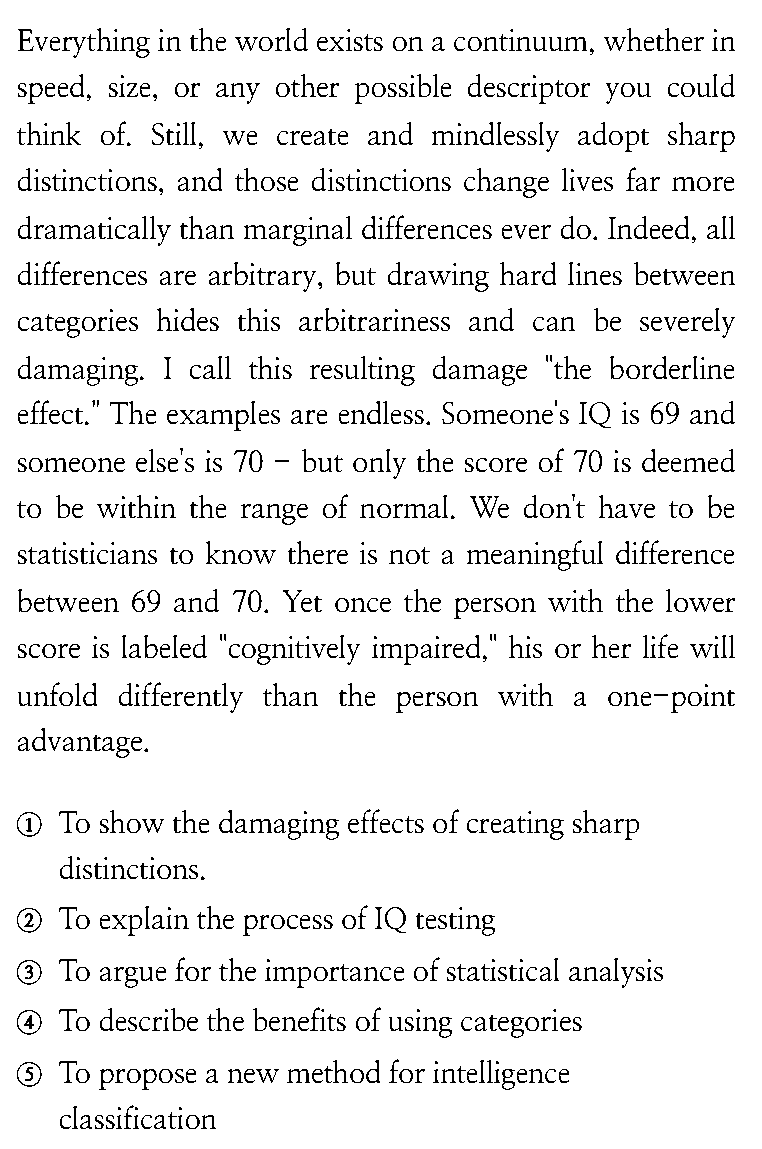 Everything in the world exists on a continuum, whether in
speed, size, or any other possible descriptor you could
think of. Still, we create and mindlessly adopt sharp
distinctions, and those distinctions change lives far more
dramatically than marginal differences ever do. Indeed, all
differences are arbitrary, but drawing hard lines between
categories hides this arbitrariness and can be severely
damaging. I call this resulting damage "the borderline
effect." The examples are endless. Someone's IQ is 69 and
someone else's is 70 - but only the score of 70 is deemed
to be within the range of normal. We don't have to be
statisticians to know there is not a meaningful difference
between 69 and 70. Yet once the person with the lower
score is labeled "cognitively impaired," his or her life will
unfold differently than the person with a one-point
advantage.
① To show the damaging effects of creating sharp
distinctions.
② To explain the process of IQ testing
③ To argue for the importance of statistical analysis
④ To describe the benefits of using categories
⑤ To propose a new method for intelligence
classification